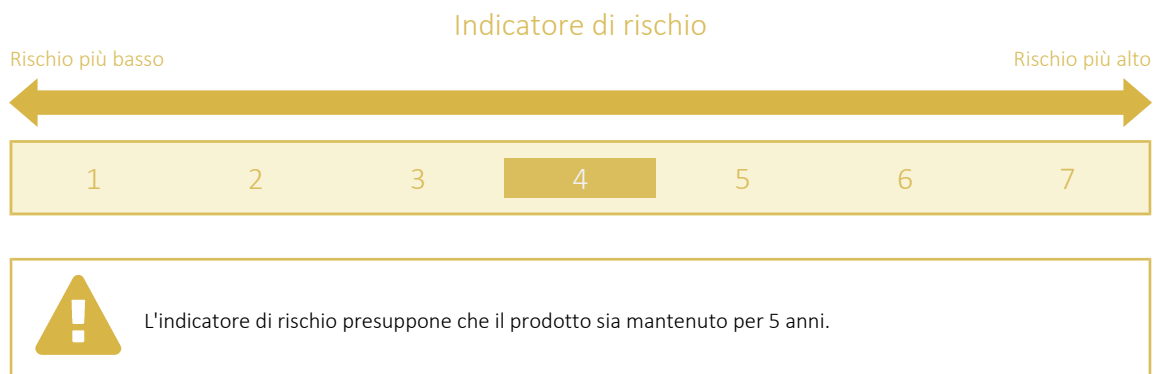 Indicatore di rischio
Rischio più basso Rischio più alto
1 2 3 4 5 6 7
L'indicatore di rischio presuppone che il prodotto sia mantenuto per 5 anni.